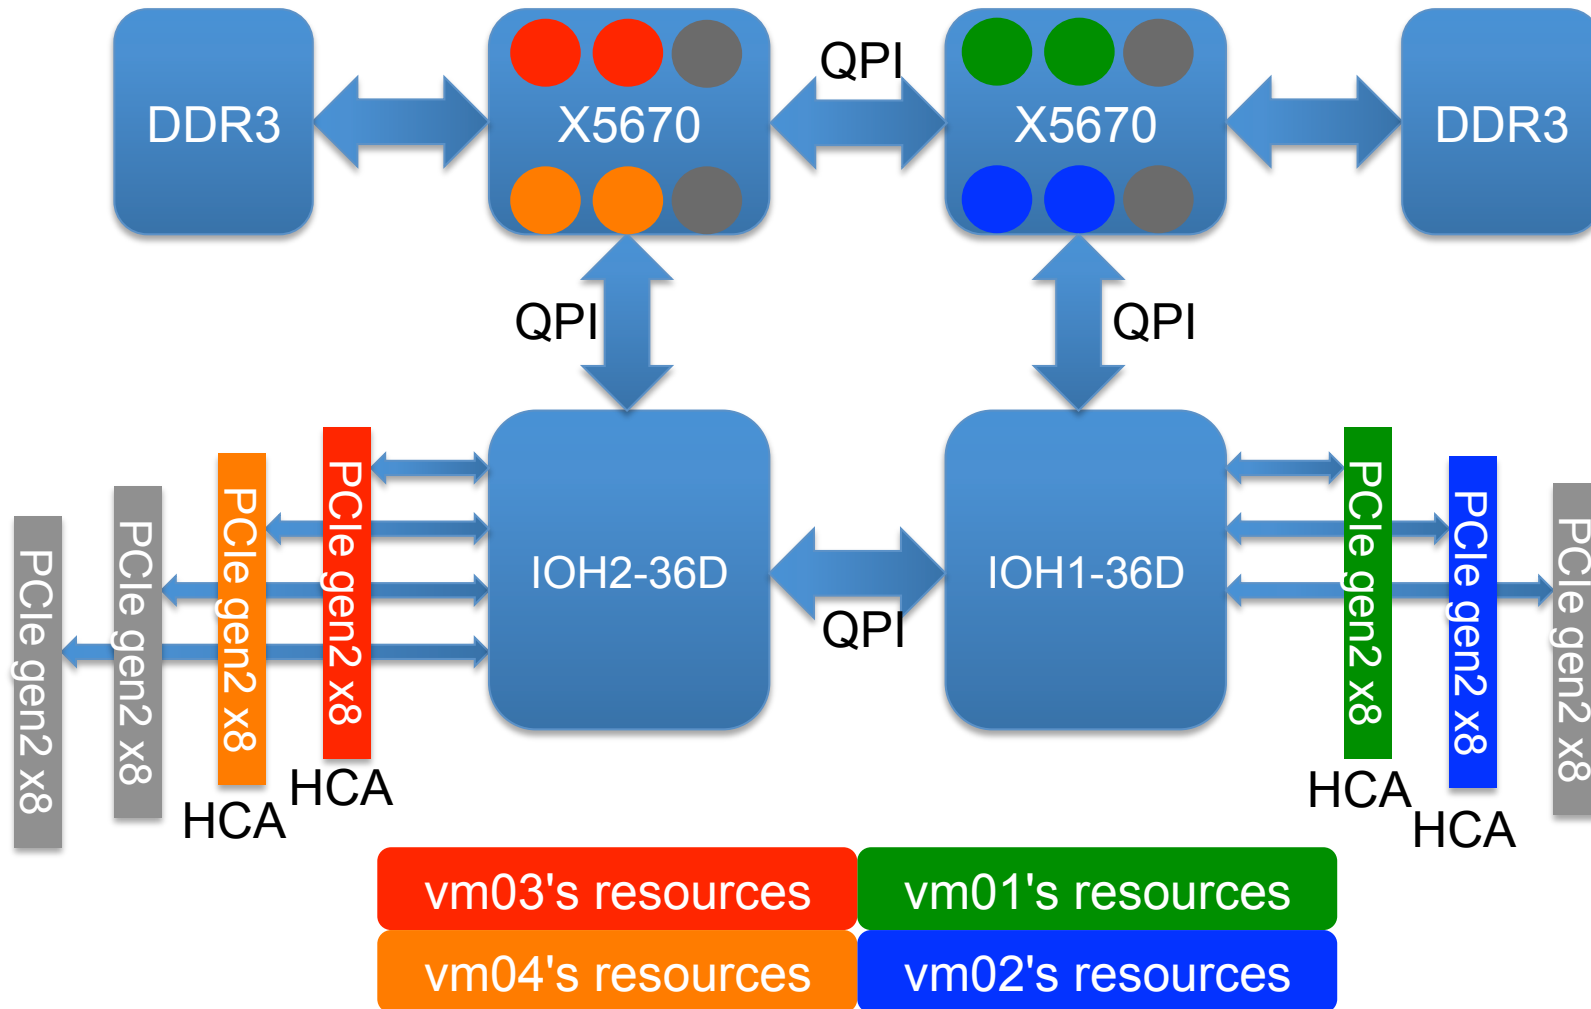 QPI
DDR3
X5670
X5670
DDR3
QPI
QPI
IOH2-36D
IOH1-36D
QPI
PCIe gen2 x8
PCIe gen2 x8
PCIe gen2 x8
PCIe gen2 x8
PCIe gen2 x8
PCIe gen2 x8
PCIe gen2 x8
HCA
HCA
HCA
HCA
vm03's resources
vm01's resources
vm04's resources
vm02's resources